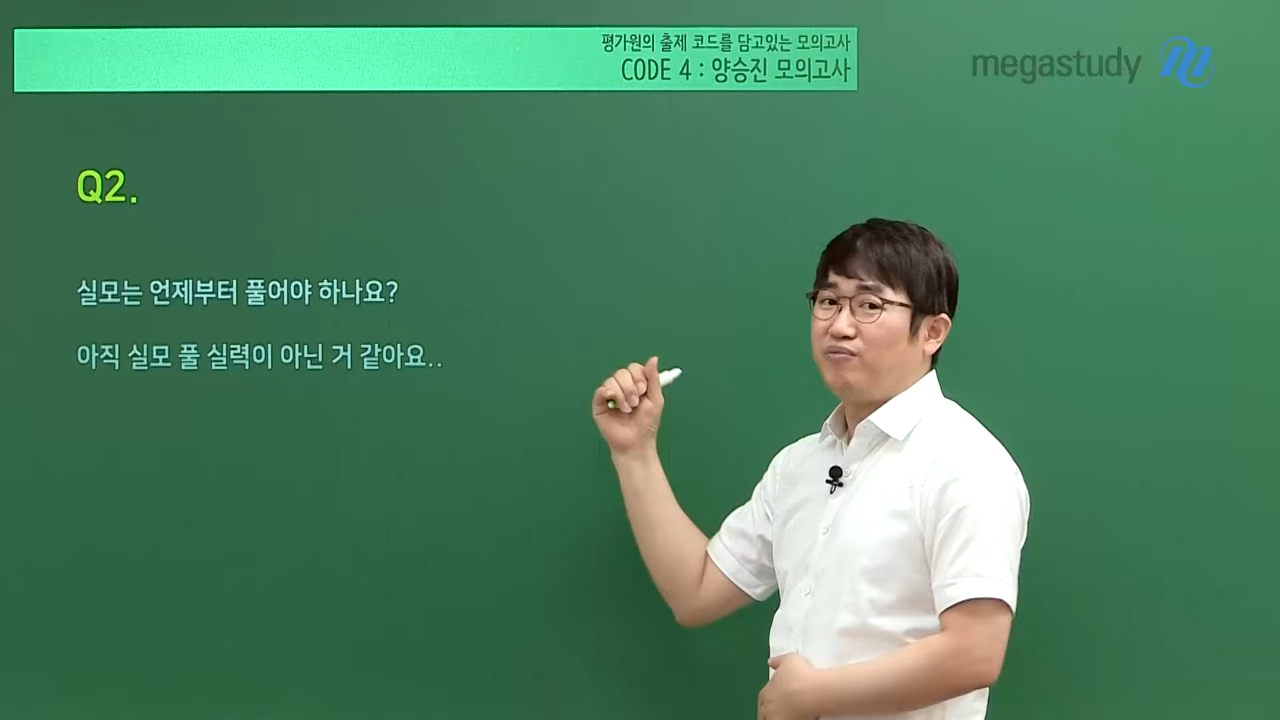 평가원의 출제 코드를 담고있는 모의고사
CODE 4 : 양승진 모의고사
megastudy
Q2.
실모는 언제부터 풀어야 하나요?
아직 실모 풀 실력이 아닌 거 같아요..